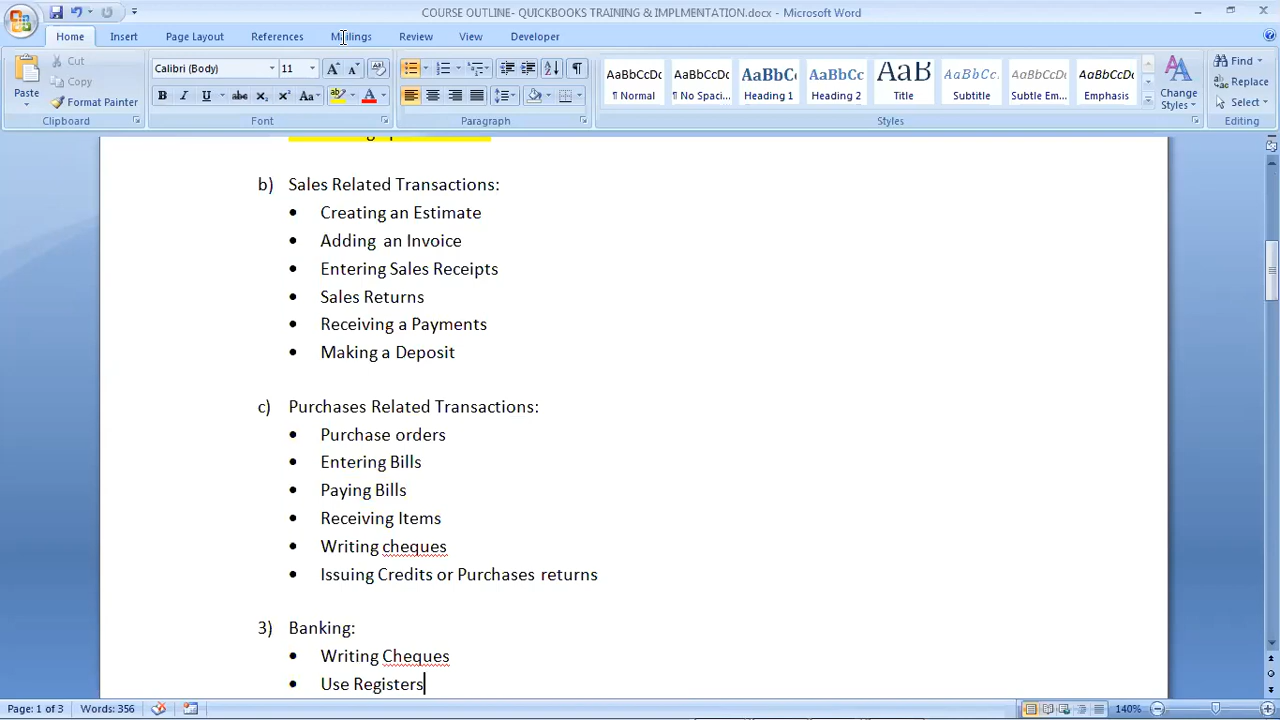 COURSE OUTLINE- QUICKBOOKS TRAINING & IMPLMENTATION.docx - Microsoft Word
Home Insert Page Layout References Mailings Review View Developer
Paste
Cut
Copy
Format Painter
Clipboard
Calibri (Body) 11
Font
Paragraph
AaBbCcDc AaBbCcDc AaBbCc AaBbCc AaB AaBbCc AaBbCcDc AaBbCcDc
¶ Normal ¶ No Spaci... Heading 1 Heading 2 Title Subtitle Subtle Em... Emphasis
Change Styles
Styles
Find
Replace
Select
Editing
b) Sales Related Transactions:
• Creating an Estimate
• Adding an Invoice
• Entering Sales Receipts
• Sales Returns
• Receiving a Payments
• Making a Deposit
c) Purchases Related Transactions:
• Purchase orders
• Entering Bills
• Paying Bills
• Receiving Items
• Writing cheques
• Issuing Credits or Purchases returns
3) Banking:
• Writing Cheques
• Use Registers
Page: 1 of 3 Words: 356 140%